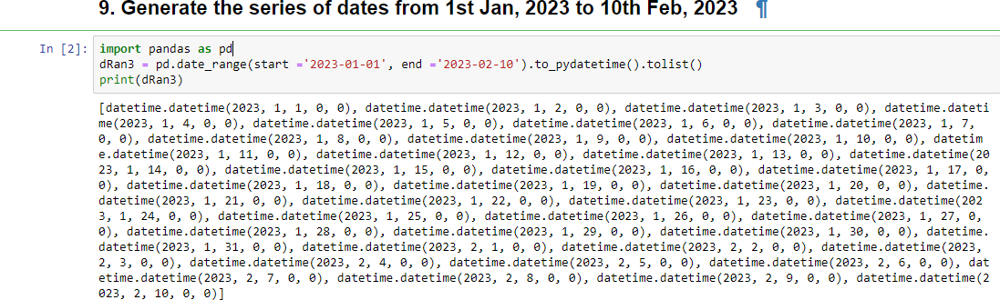 9. Generate the series of dates from 1st Jan, 2023 to 10th Feb, 2023 ¶
In [2]: import pandas as pd
dRan3 = pd.date_range(start ='2023-01-01', end ='2023-02-10').to_pydatetime().tolist()
print(dRan3)
[datetime.datetime(2023, 1, 1, 0, 0), datetime.datetime(2023, 1, 2, 0, 0), datetime.datetime(2023, 1, 3, 0, 0), datetime.dateti
me(2023, 1, 4, 0, 0), datetime.datetime(2023, 1, 5, 0, 0), datetime.datetime(2023, 1, 6, 0, 0), datetime.datetime(2023, 1, 7,
0, 0), datetime.datetime(2023, 1, 8, 0, 0), datetime.datetime(2023, 1, 9, 0, 0), datetime.datetime(2023, 1, 10, 0, 0), datetim
e.datetime(2023, 1, 11, 0, 0), datetime.datetime(2023, 1, 12, 0, 0), datetime.datetime(2023, 1, 13, 0, 0), datetime.datetime(20
23, 1, 14, 0, 0), datetime.datetime(2023, 1, 15, 0, 0), datetime.datetime(2023, 1, 16, 0, 0), datetime.datetime(2023, 1, 17, 0,
0), datetime.datetime(2023, 1, 18, 0, 0), datetime.datetime(2023, 1, 19, 0, 0), datetime.datetime(2023, 1, 20, 0, 0), datetime.
datetime(2023, 1, 21, 0, 0), datetime.datetime(2023, 1, 22, 0, 0), datetime.datetime(2023, 1, 23, 0, 0), datetime.datetime(202
3, 1, 24, 0, 0), datetime.datetime(2023, 1, 25, 0, 0), datetime.datetime(2023, 1, 26, 0, 0), datetime.datetime(2023, 1, 27, 0,
0), datetime.datetime(2023, 1, 28, 0, 0), datetime.datetime(2023, 1, 29, 0, 0), datetime.datetime(2023, 1, 30, 0, 0), datetime.
datetime(2023, 1, 31, 0, 0), datetime.datetime(2023, 2, 1, 0, 0), datetime.datetime(2023, 2, 2, 0, 0), datetime.datetime(2023,
2, 3, 0, 0), datetime.datetime(2023, 2, 4, 0, 0), datetime.datetime(2023, 2, 5, 0, 0), datetime.datetime(2023, 2, 6, 0, 0), dat
etime.datetime(2023, 2, 7, 0, 0), datetime.datetime(2023, 2, 8, 0, 0), datetime.datetime(2023, 2, 9, 0, 0), datetime.datetime(2
023, 2, 10, 0, 0)]